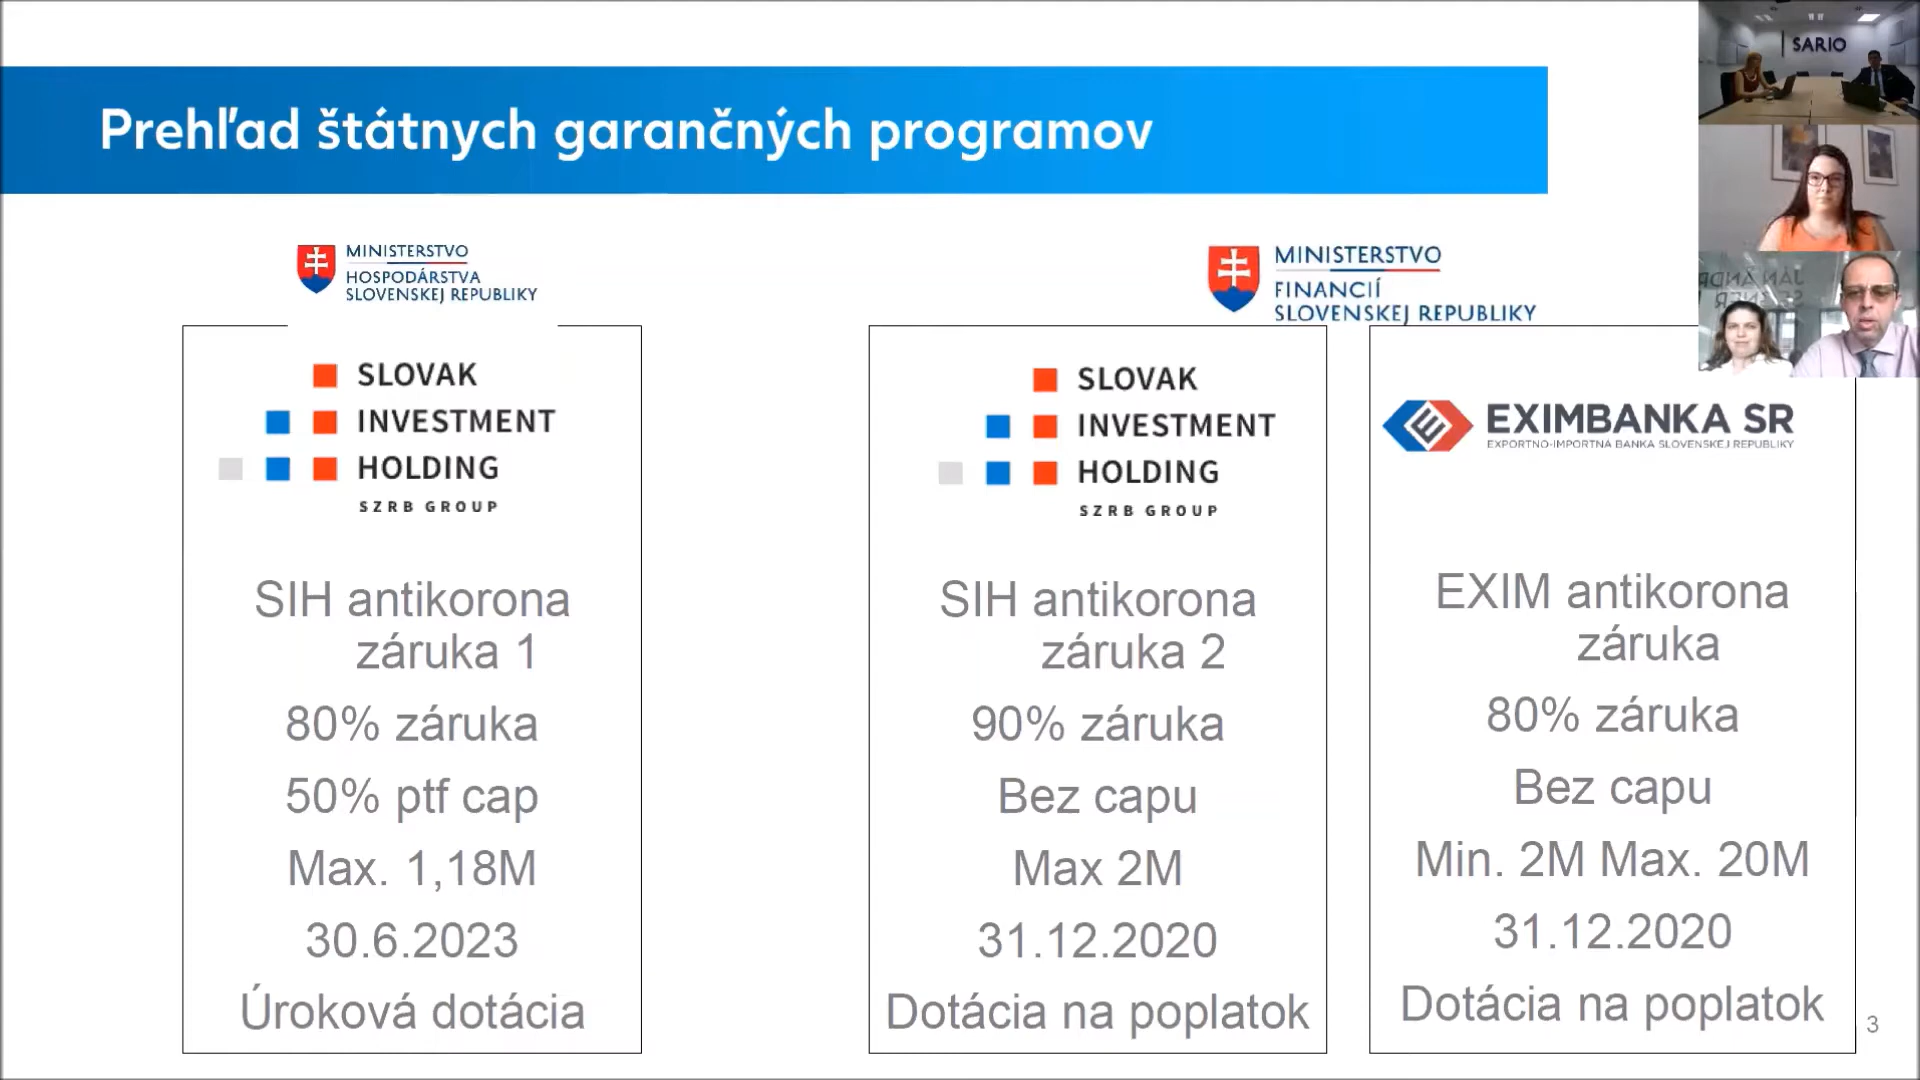 Prehľad štátnych garančných programov
MINISTERSTVO
HOSPODÁRSTVA
SLOVENSKEJ REPUBLIKY
SLOVAK
INVESTMENT
HOLDING
SZRB GROUP
SIH antikorona
záruka 1
80% záruka
50% ptf cap
Max. 1,18M
30.6.2023
Úroková dotácia
MINISTERSTVO
FINANCIÍ
SLOVENSKEJ REPUBLIKY
SLOVAK
INVESTMENT
HOLDING
SZRB GROUP
SIH antikorona
záruka 2
90% záruka
Bez capu
Max 2M
31.12.2020
Dotácia na poplatok
EXIMBANKA SR
EXPORTNO-IMPORTNÁ BANKA SLOVENSKEJ REPUBLIKY
EXIM antikorona
záruka
80% záruka
Bez capu
Min. 2M Max. 20M
31.12.2020
Dotácia na poplatok
3
SARIO